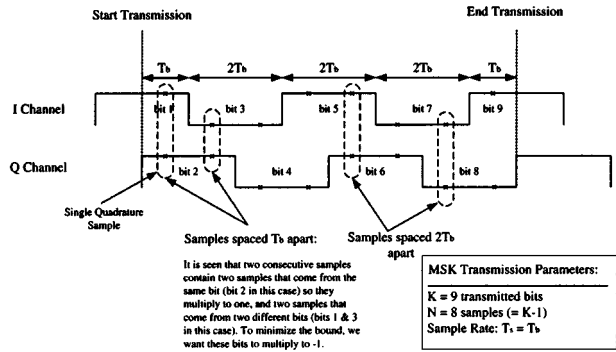 Start Transmission
End Transmission
Tb
2Tb
2Tb
2Tb
Tb
I Channel
bit 1
bit 3
bit 5
bit 7
bit 9
Q Channel
bit 2
bit 4
bit 6
bit 8
Single Quadrature
Sample
Samples spaced Tb apart:
Samples spaced 2Tb
apart
It is seen that two consecutive samples
contain two samples that come from the
same bit (bit 2 in this case) so they
multiply to one, and two samples that
come from two different bits (bits 1 & 3
in this case). To minimize the bound, we
want these bits to multiply to -1.
MSK Transmission Parameters:
K = 9 transmitted bits
N = 8 samples (= K-1)
Sample Rate: Ts = Tb